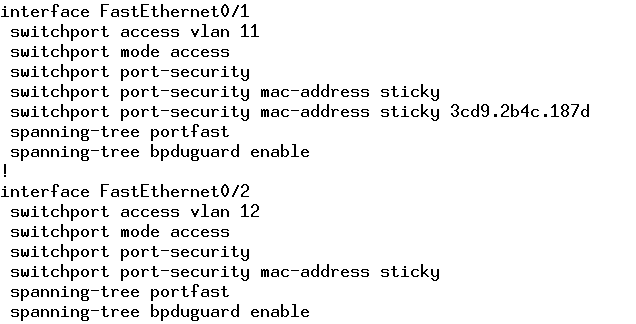 interface FastEthernet0/1
 switchport access vlan 11
 switchport mode access
 switchport port-security
 switchport port-security mac-address sticky
 switchport port-security mac-address sticky 3cd9.2b4c.187d
 spanning-tree portfast
 spanning-tree bpduguard enable
!
interface FastEthernet0/2
 switchport access vlan 12
 switchport mode access
 switchport port-security
 switchport port-security mac-address sticky
 spanning-tree portfast
 spanning-tree bpduguard enable